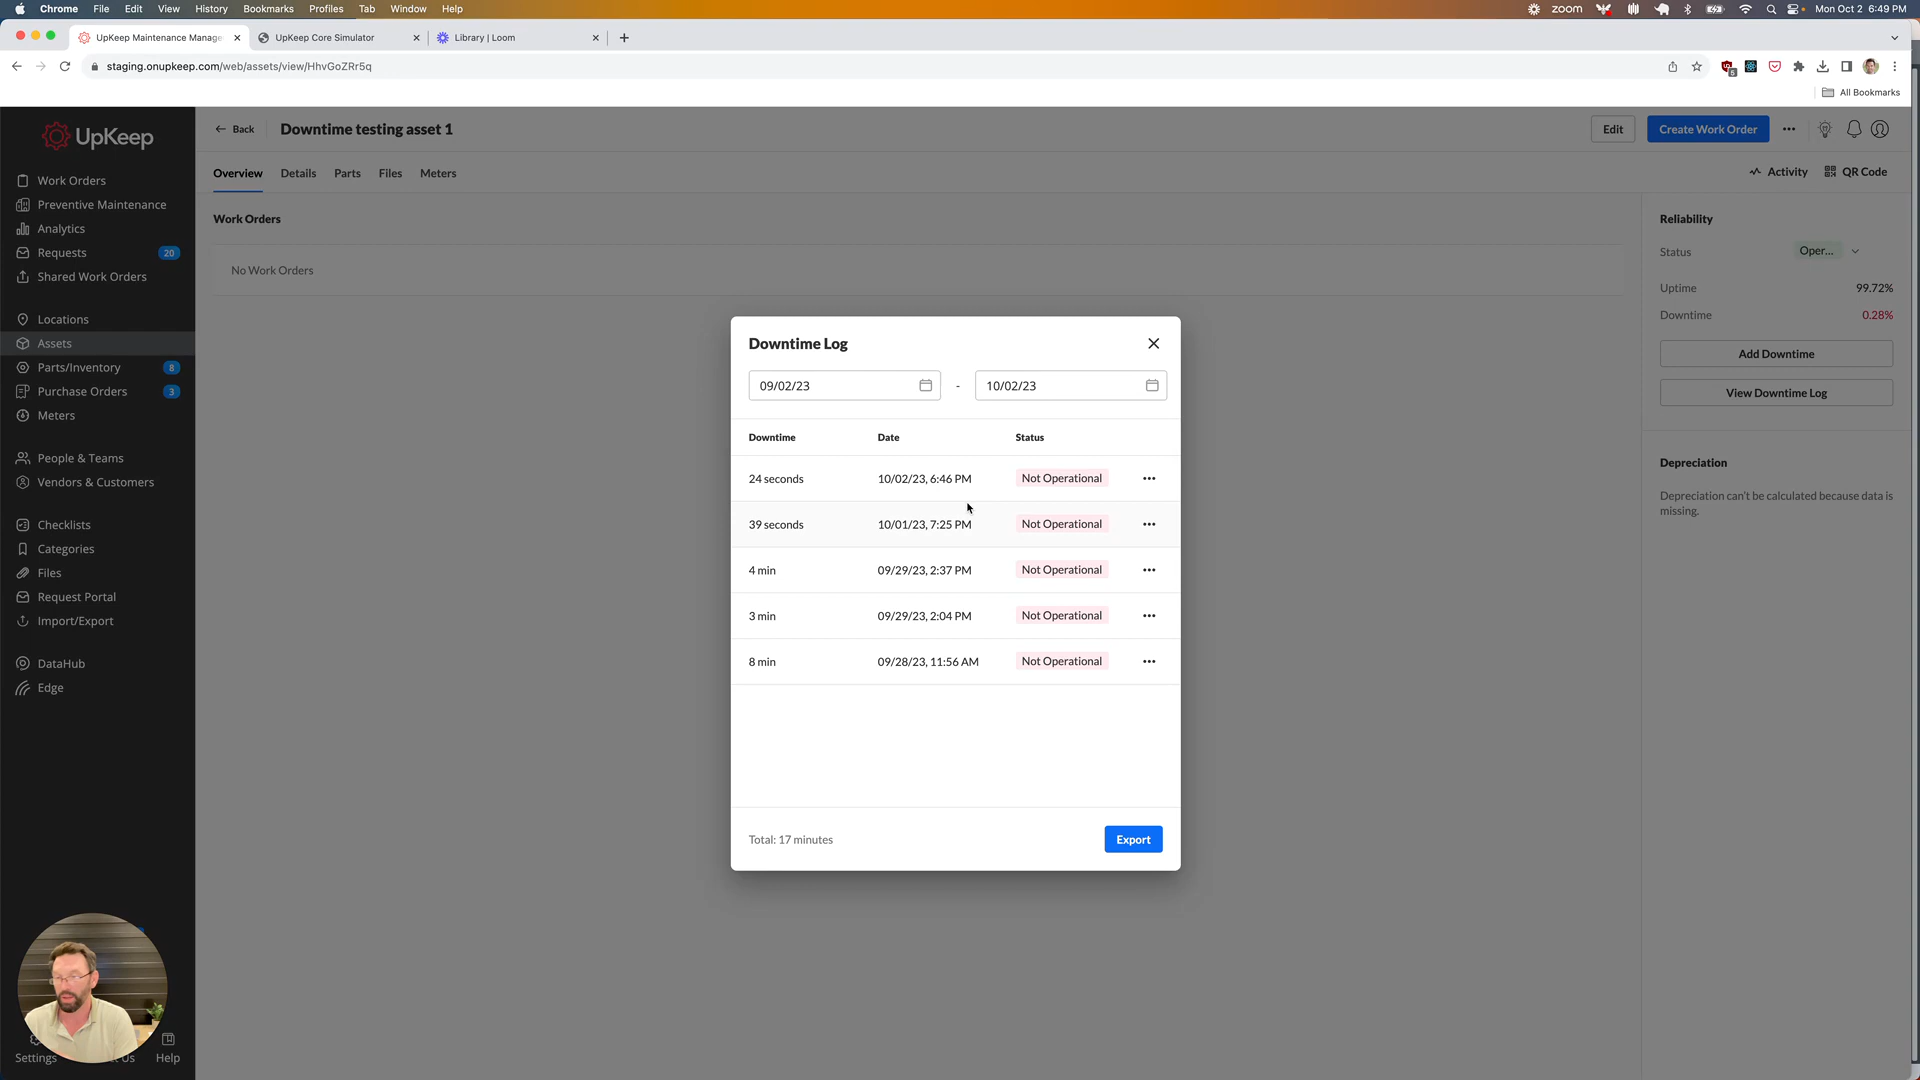 Chrome File Edit View History Bookmarks Profiles Tab Window Help
zoom Mon Oct 2 6:49 PM
UpKeep Maintenance Manage
UpKeep Core Simulator
Library | Loom
staging.onupkeep.com/web/assets/view/HhvGoZRr5q
All Bookmarks
UpKeep
Work Orders
Preventive Maintenance
Analytics
Requests 20
Shared Work Orders
Locations
Assets
Parts/Inventory 8
Purchase Orders 3
Meters
People & Teams
Vendors & Customers
Checklists
Categories
Files
Request Portal
Import/Export
DataHub
Edge
Settings
Us
Help
Back
Downtime testing asset 1
Edit
Create Work Order
Overview Details Parts Files Meters
Activity
QR Code
Work Orders
No Work Orders
Reliability
Status Oper...
Uptime 99.72%
Downtime 0.28%
Add Downtime
View Downtime Log
Depreciation
Depreciation can't be calculated because data is
missing.
Downtime Log
09/02/23 - 10/02/23
Downtime Date Status
24 seconds 10/02/23, 6:46 PM Not Operational
39 seconds 10/01/23, 7:25 PM Not Operational
4 min 09/29/23, 2:37 PM Not Operational
3 min 09/29/23, 2:04 PM Not Operational
8 min 09/28/23, 11:56 AM Not Operational
Total: 17 minutes
Export